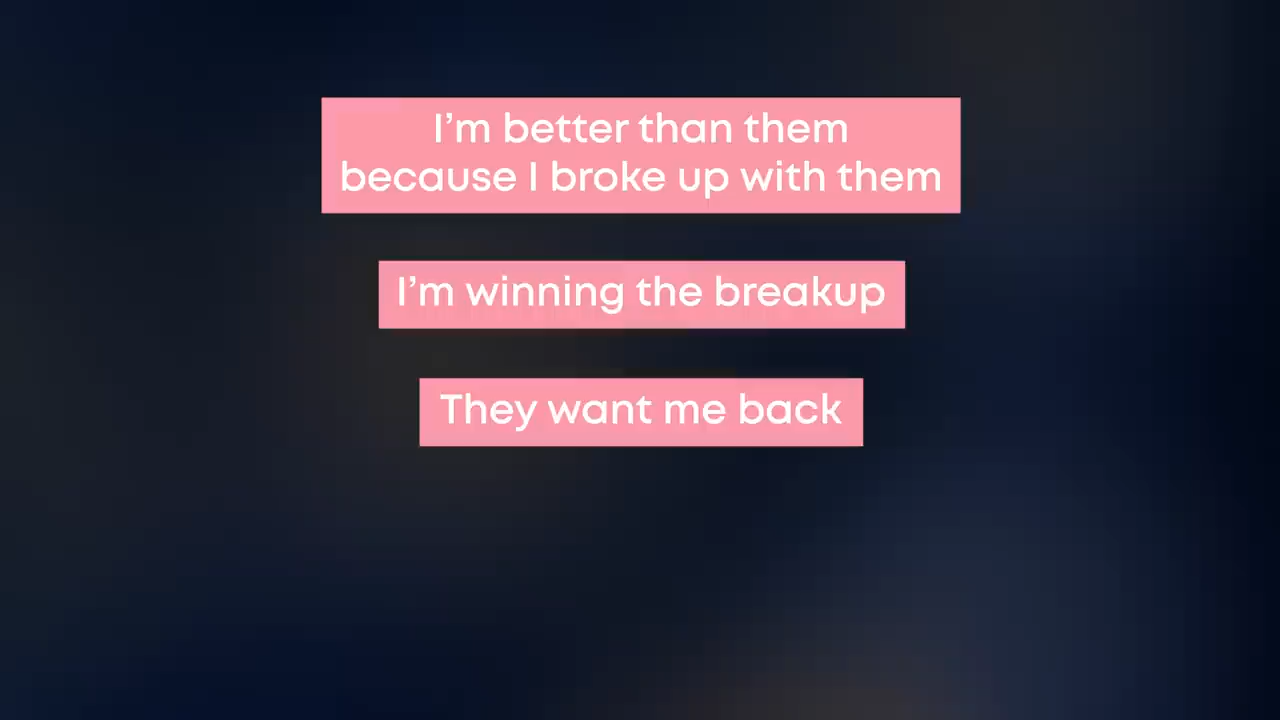 I’m better than them
because I broke up with them
I’m winning the breakup
They want me back